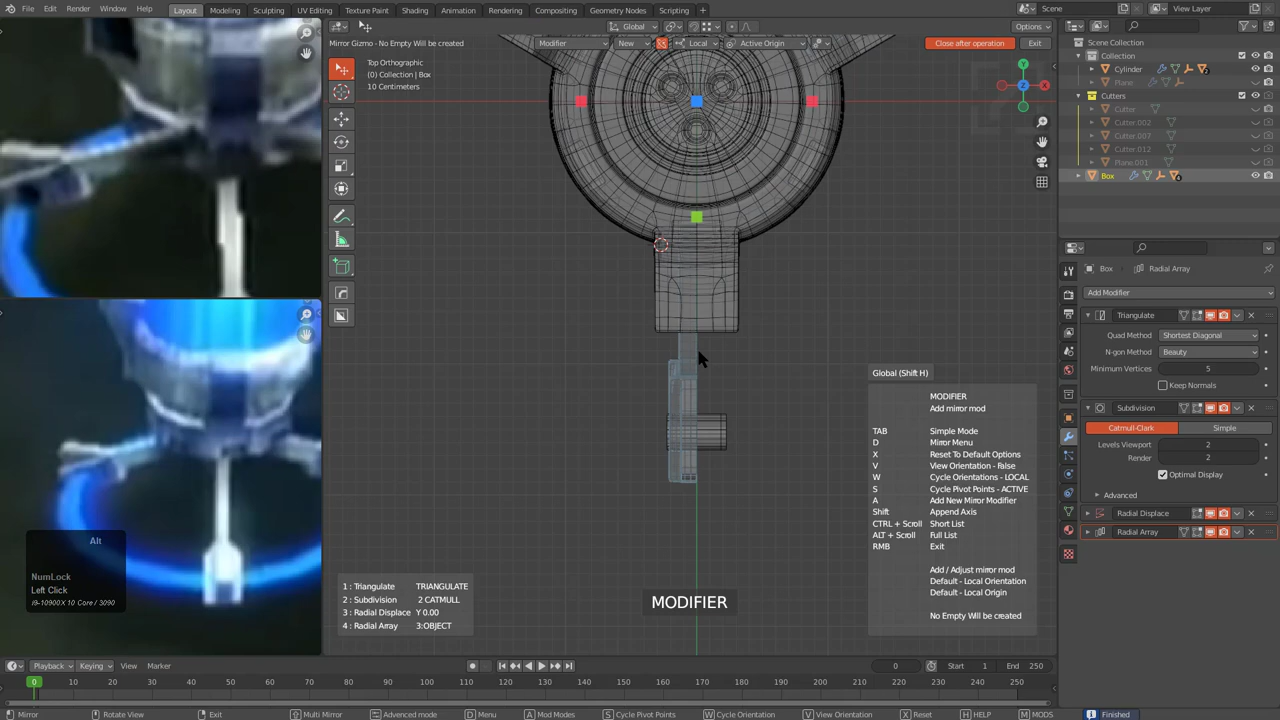 File Edit Render Window Help Layout Modeling Sculpting UV Editing Texture Paint Shading Animation Rendering Compositing Geometry Nodes Scripting Scene View Layer
Global Options
Mirror Gizmo - No Empty Will be created Modifier New Local Active Origin Close after operation Exit
Top Orthographic
(0) Collection | Box
10 Centimeters
Scene Collection
Collection
Cylinder
Plane
Cutters
Cutter
Cutter.002
Cutter.007
Cutter.012
Plane.001
Box
Box Radial Array
Add Modifier
Triangulate
Quad Method Shortest Diagonal
N-gon Method Beauty
Minimum Vertices 5
Keep Normals
Subdivision
Catmull-Clark Simple
Levels Viewport 2
Render 2
Optimal Display
Advanced
Radial Displace
Radial Array
Global (Shift H)
MODIFIER
Add mirror mod
TAB Simple Mode
D Mirror Menu
X Reset To Default Options
V View Orientation - False
W Cycle Orientations - LOCAL
S Cycle Pivot Points - ACTIVE
A Add New Mirror Modifier
Shift Append Axis
CTRL + Scroll Short List
ALT + Scroll Full List
RMB Exit
Add / Adjust mirror mod
Default - Local Orientation
Default - Local Origin
No Empty Will be created
Alt
NumLock
Left Click
i9-10900X 10 Core / 3090
1 : Triangulate TRIANGULATE
2 : Subdivision 2 CATMULL
3 : Radial Displace Y 0.00
4 : Radial Array 3:OBJECT
MODIFIER
Playback Keying View Marker 0 Start 1 End 250
0 10 20 30 40 50 60 70 80 90 100 110 120 130 140 150 160 170 180 190 200 210 220 230 240 250
Mirror Rotate View Exit Multi Mirror Advanced mode D Menu A Mod Modes S Cycle Pivot Points W Cycle Orientation V View Orientation X Reset H HELP M MODS Finished